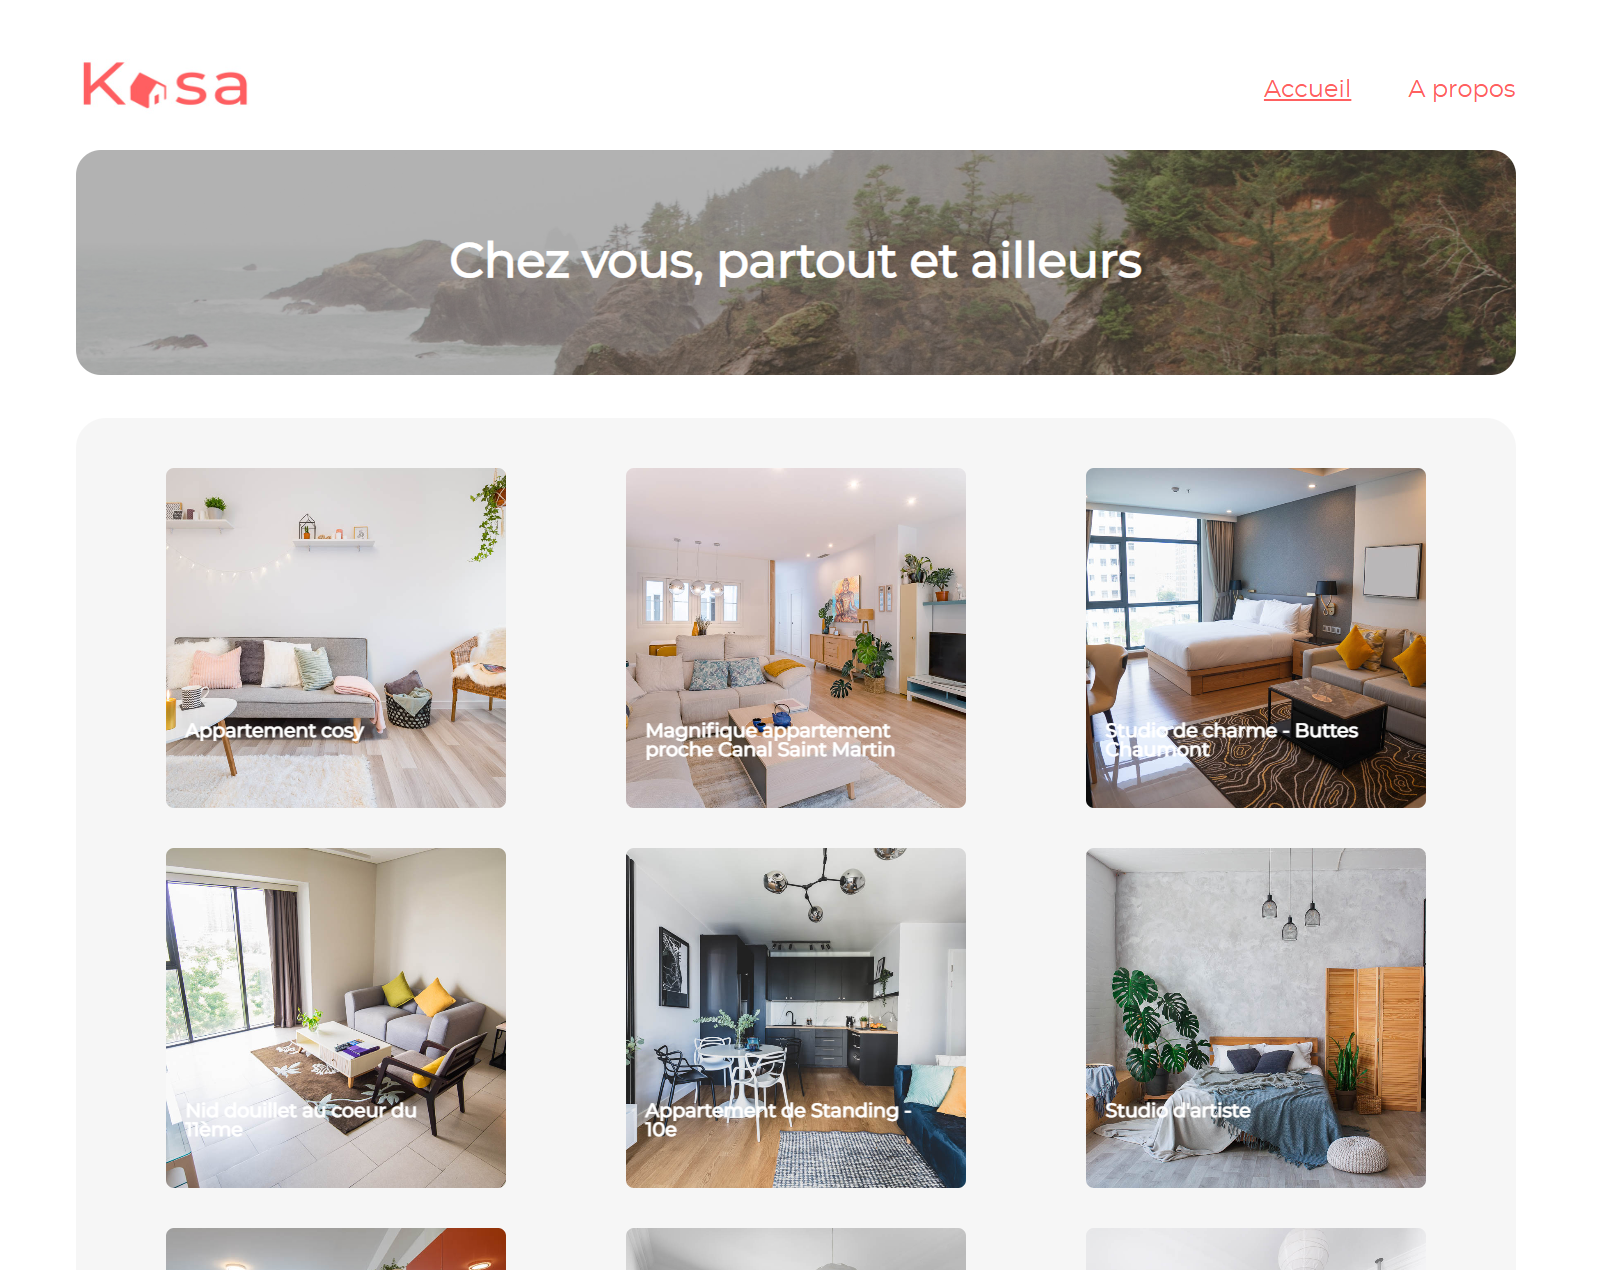 Kasa
Accueil A propos
Chez vous, partout et ailleurs
Appartement cosy
Magnifique appartement
proche Canal Saint Martin
Studio de charme - Buttes
Chaumont
Nid douillet au coeur du
11ème
Appartement de Standing -
10e
Studio d'artiste